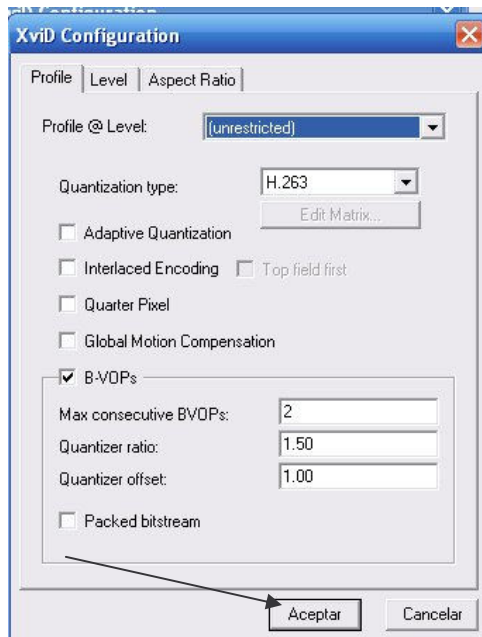 XviD Configuration
XviD Configuration
Profile Level Aspect Ratio
Profile @ Level: (unrestricted)
Quantization type: H.263
Edit Matrix...
Adaptive Quantization
Interlaced Encoding Top field first
Quarter Pixel
Global Motion Compensation
B-VOPs
Max consecutive BVOPs: 2
Quantizer ratio: 1.50
Quantizer offset: 1.00
Packed bitstream
Aceptar Cancelar